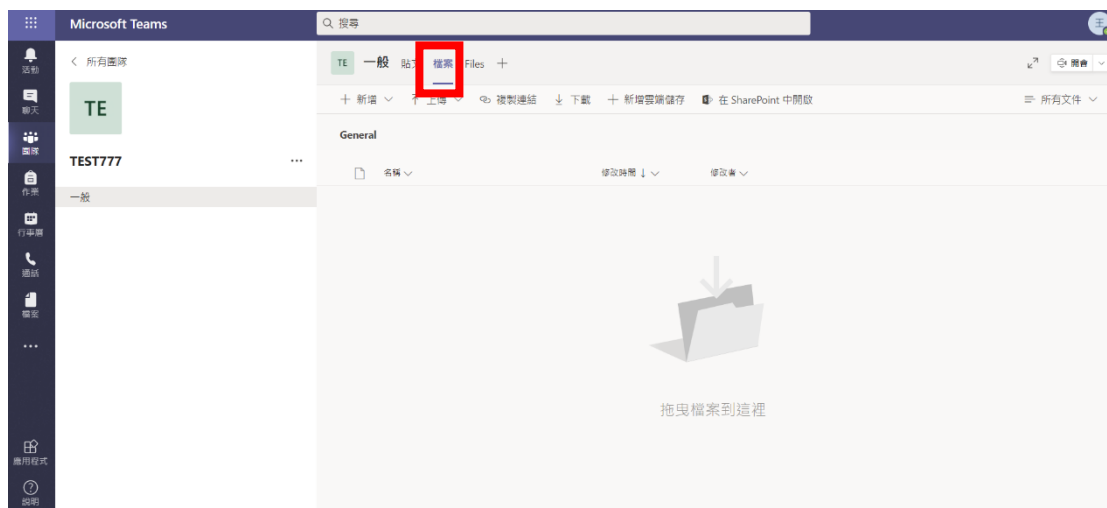 Microsoft Teams
搜尋
王
活動
聊天
團隊
作業
行事曆
通話
檔案
應用程式
說明
所有團隊
TE
TEST777
一般
TE 一般 檔案 Files
開會
新增 上傳 複製連結 下載 新增雲端儲存 在 SharePoint 中開啟 所有文件
General
名稱 修改時間 修改者
拖曳檔案到這裡